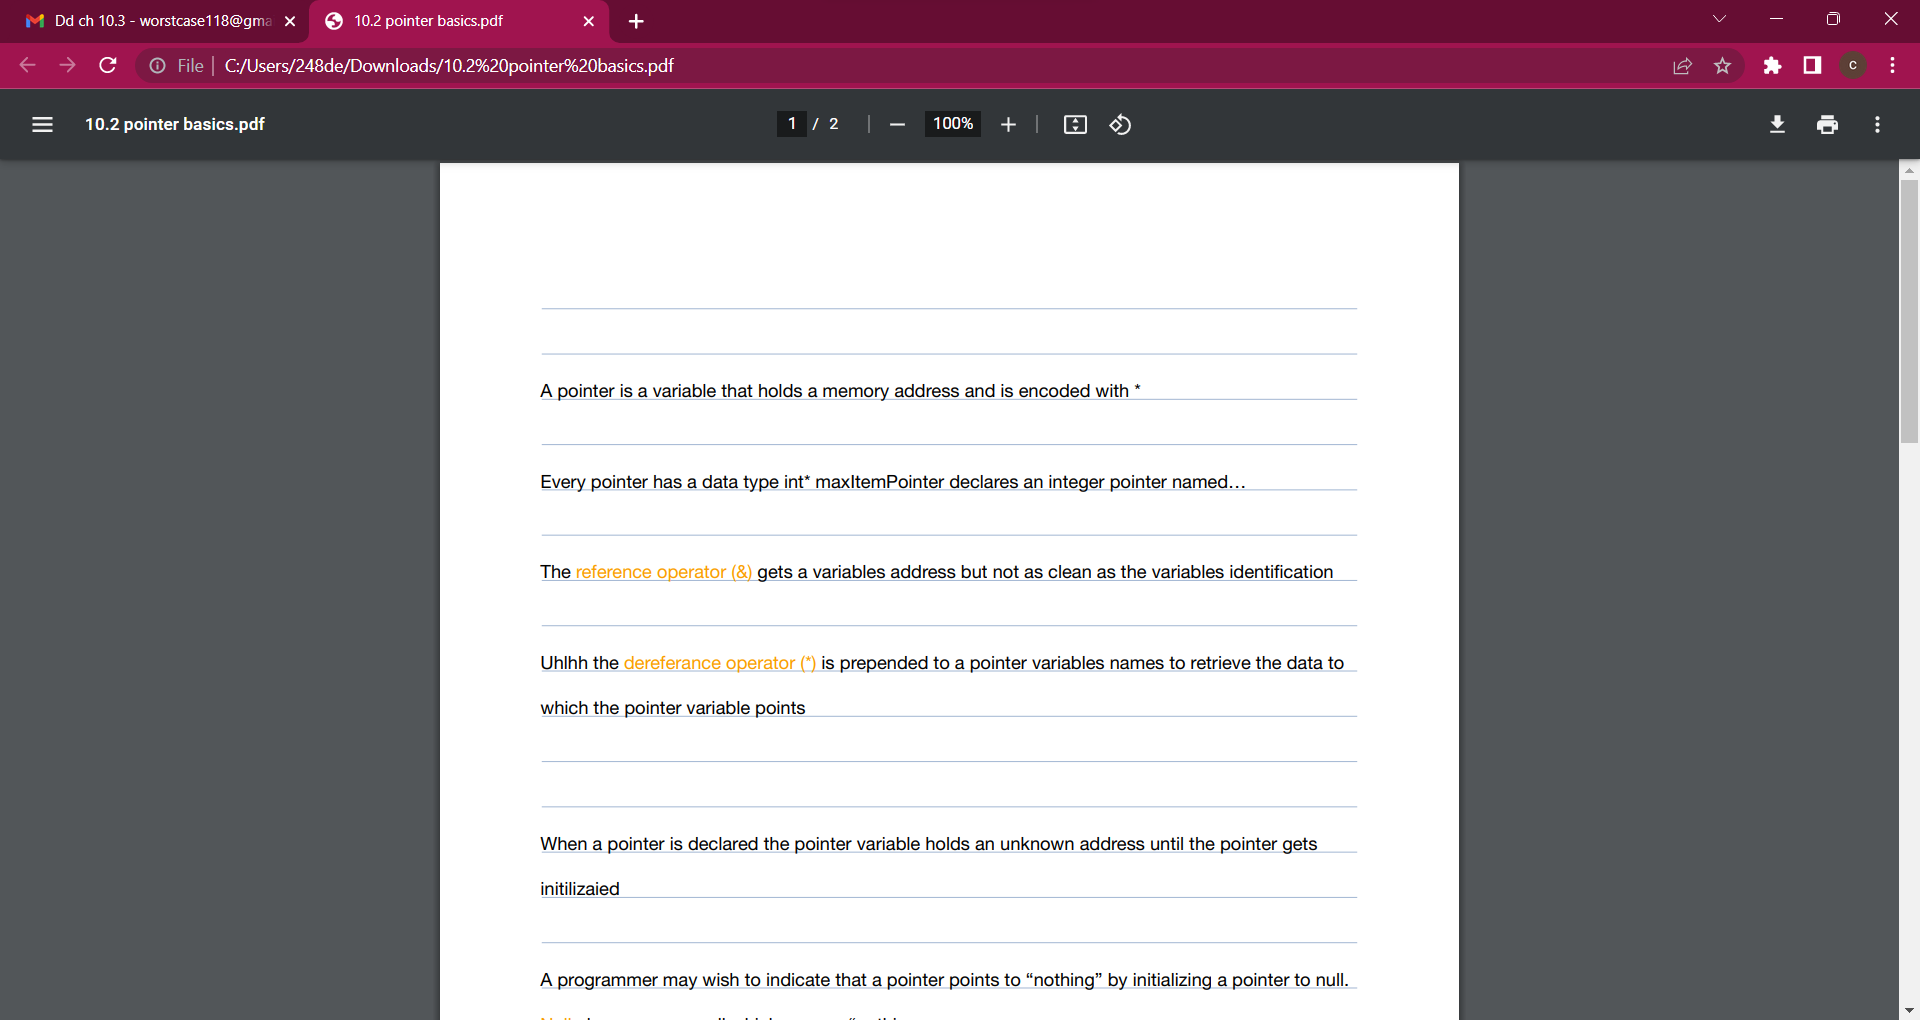 Dd ch 10.3 - worstcase118@gma
10.2 pointer basics.pdf
File
C:/Users/248de/Downloads/10.2%20pointer%20basics.pdf
c
10.2 pointer basics.pdf
1 / 2
100%
A pointer is a variable that holds a memory address and is encoded with *
Every pointer has a data type int* maxItemPointer declares an integer pointer named…
The reference operator (&) gets a variables address but not as clean as the variables identification
Uhlhh the dereferance operator (*) is prepended to a pointer variables names to retrieve the data to
which the pointer variable points
When a pointer is declared the pointer variable holds an unknown address until the pointer gets
initilizaied
A programmer may wish to indicate that a pointer points to “nothing” by initializing a pointer to null.